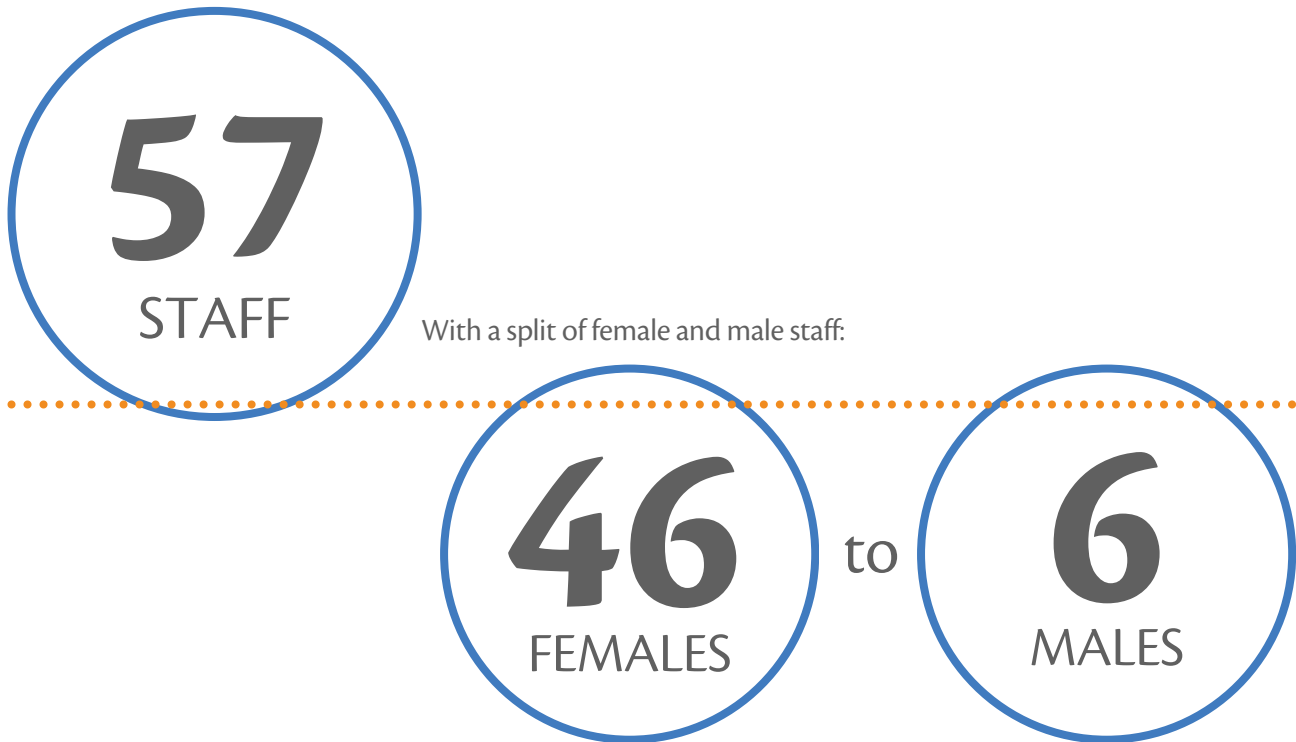 57
STAFF
With a split of female and male staff:
46
FEMALES
to
6
MALES